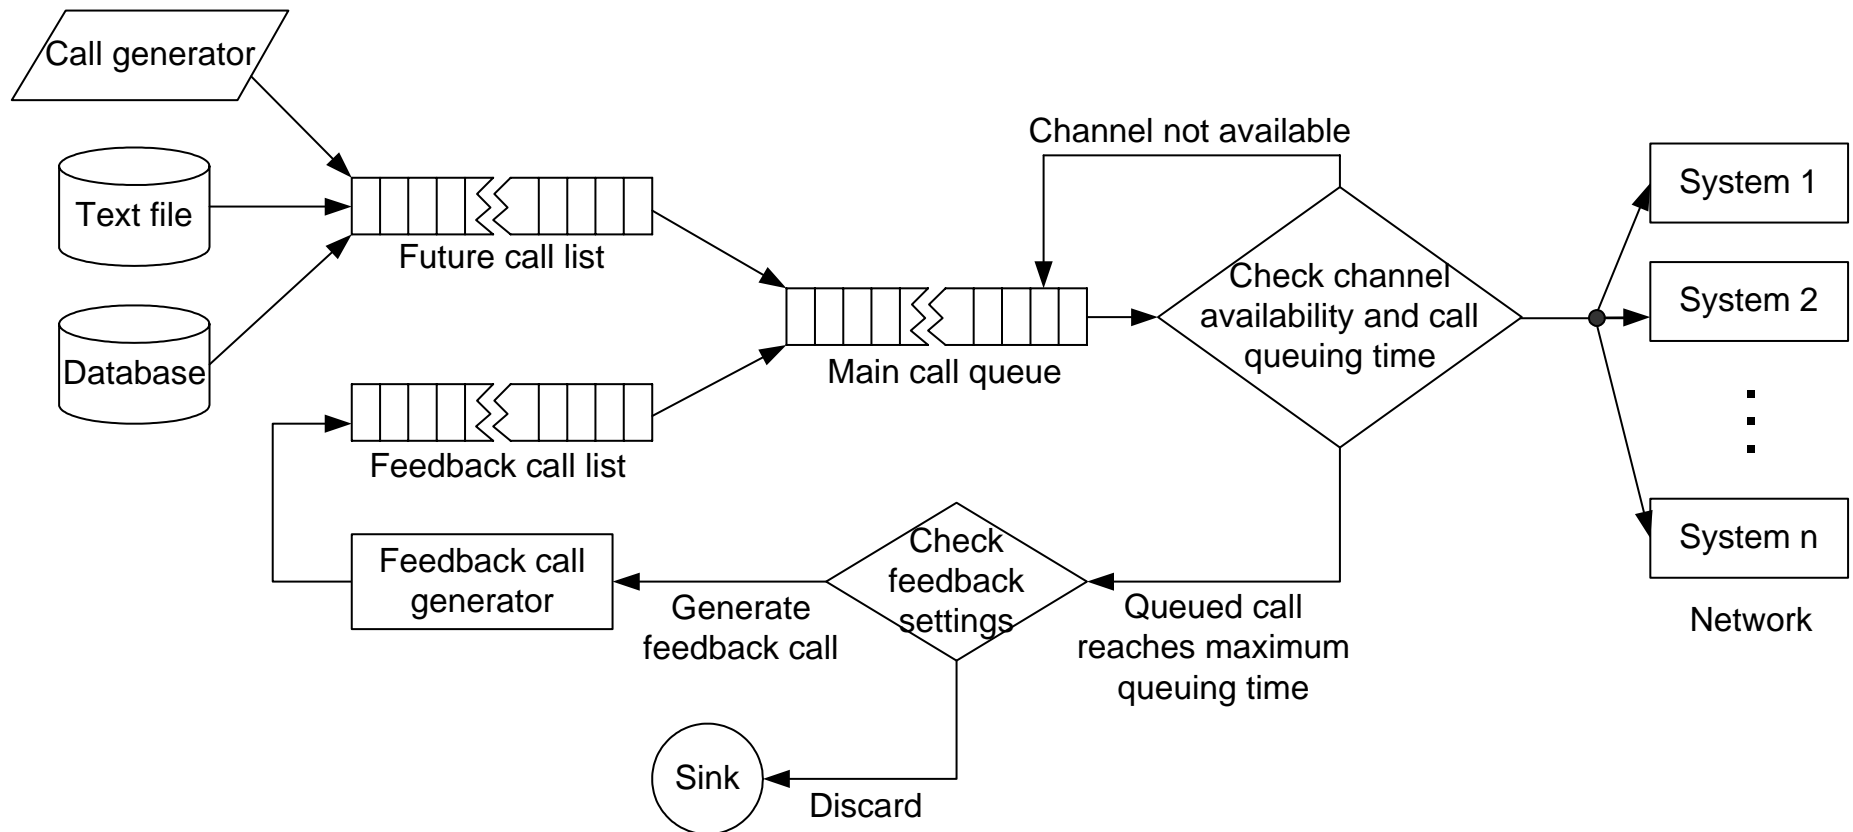 Call generator
Channel not available
Text file
System 1
Future call list
Check channel
availability and call
queuing time
System 2
Database
Main call queue
Feedback call list
System n
Check
feedback
settings
Feedback call
generator
Generate
feedback call
Queued call
reaches maximum
queuing time
Network
Sink
Discard